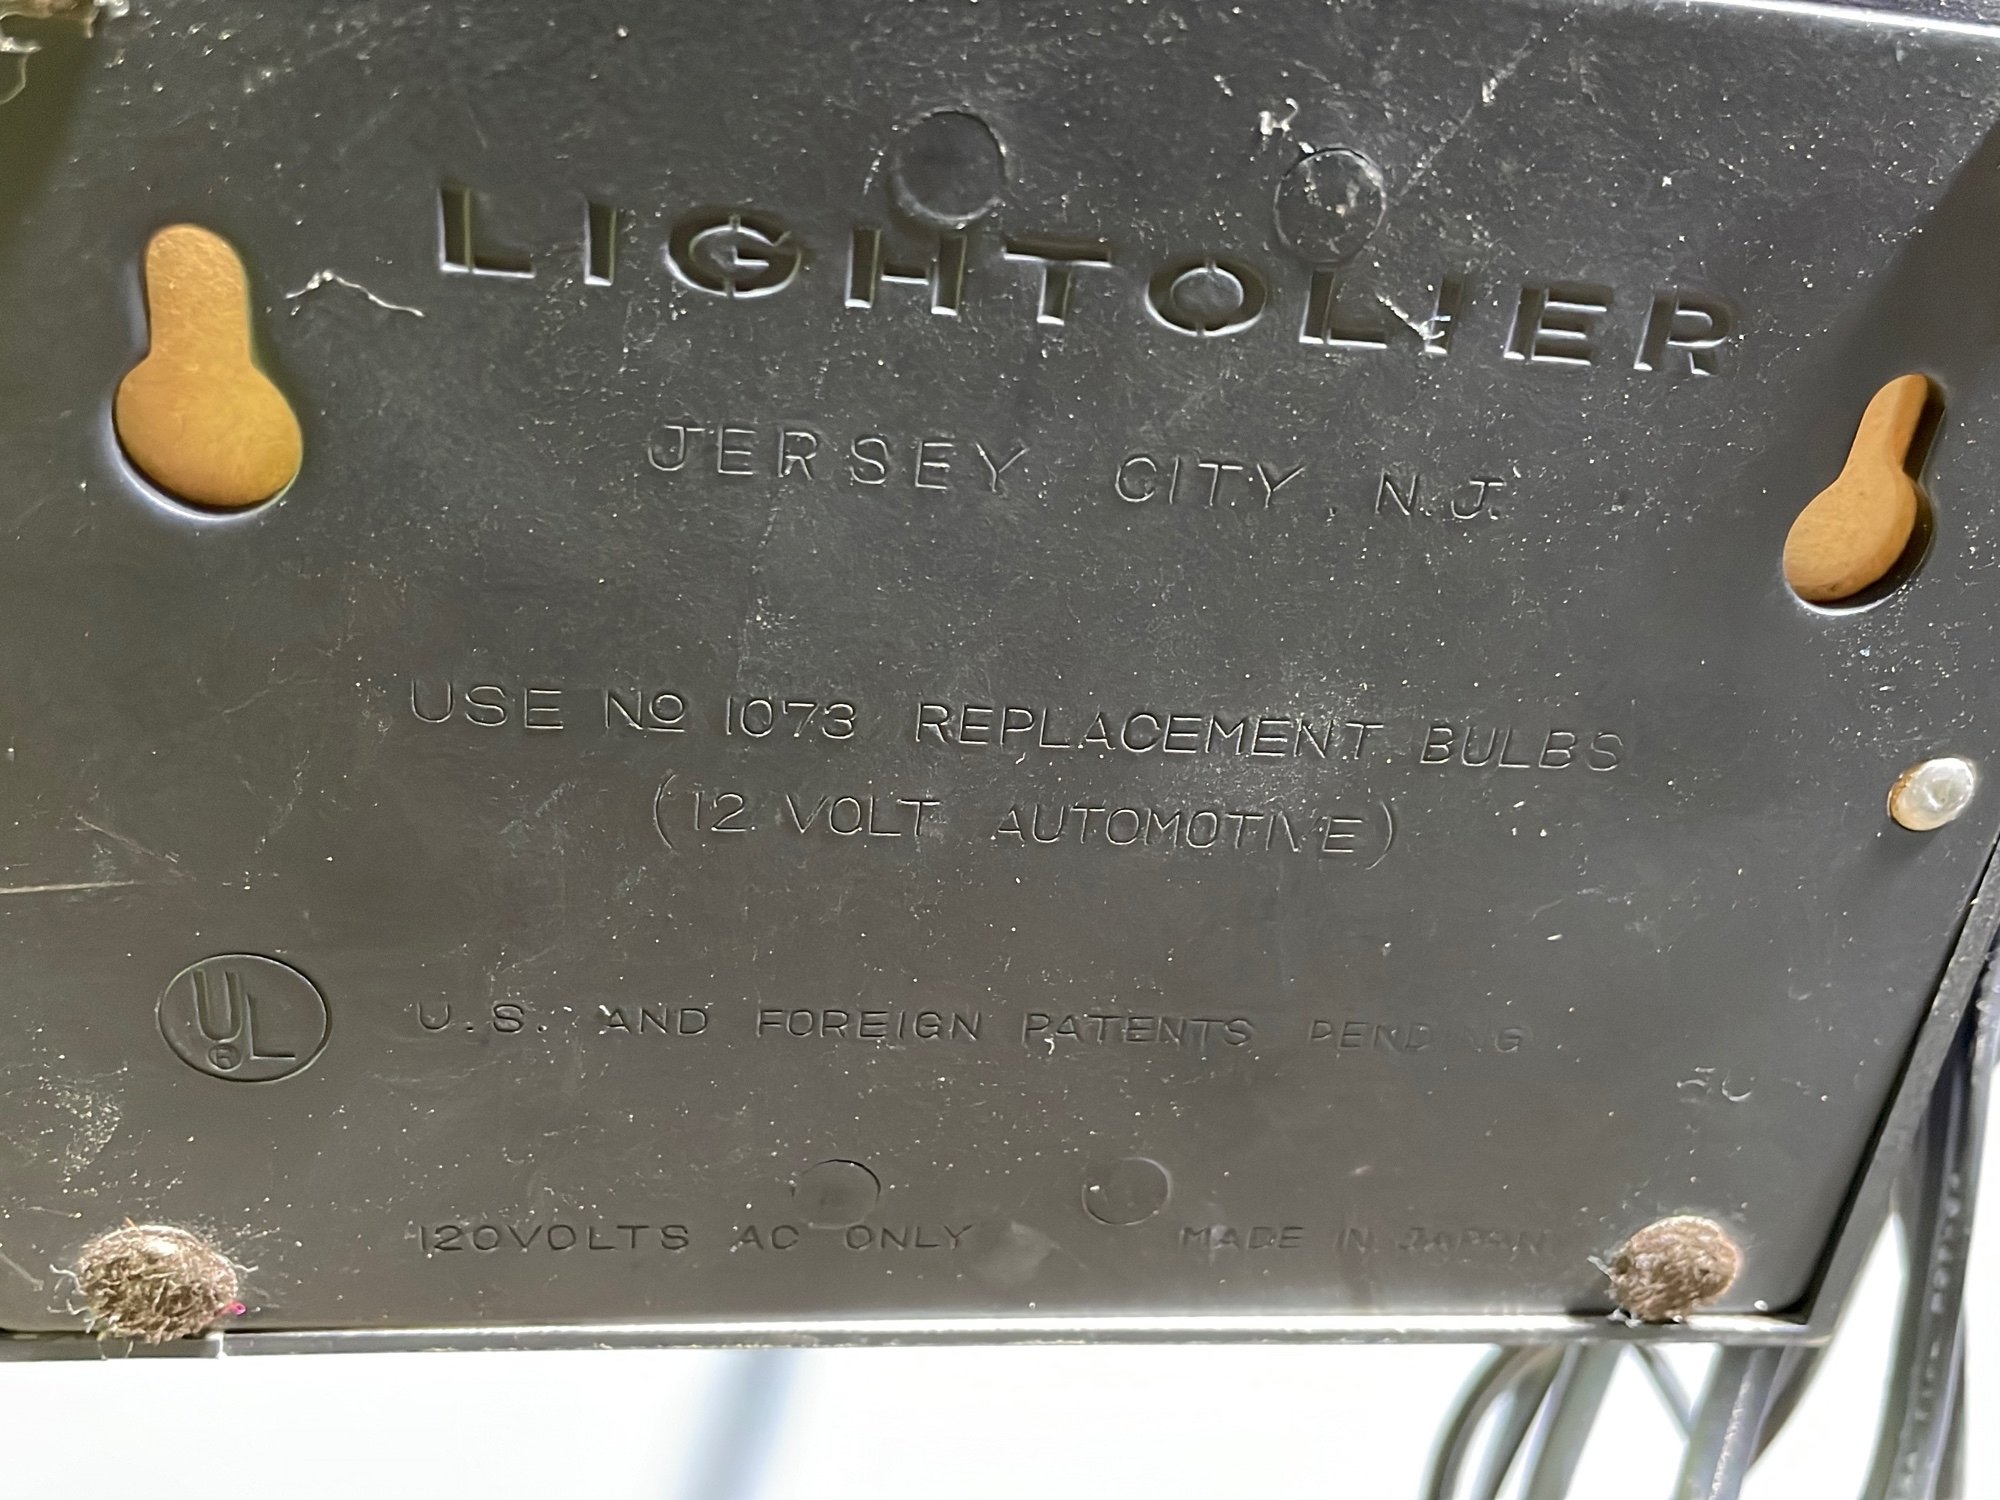 LIGHTOLIER
JERSEY CITY, N.J.
USE Nº 1073 REPLACEMENT BULBS
(12 VOLT AUTOMOTIVE)
UL
®
U.S. AND FOREIGN PATENTS PENDING
120VOLTS AC ONLY
MADE IN JAPAN